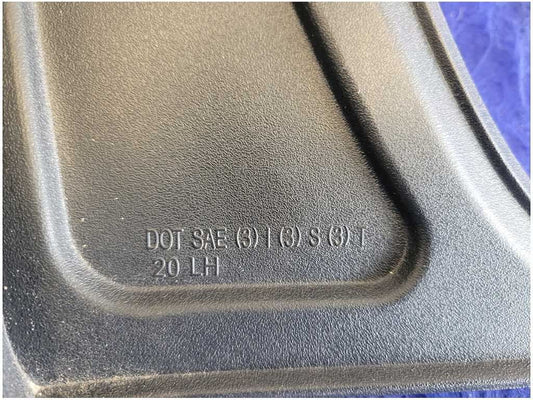 DOT SAE (3) I (3) S (3) T
20 LH